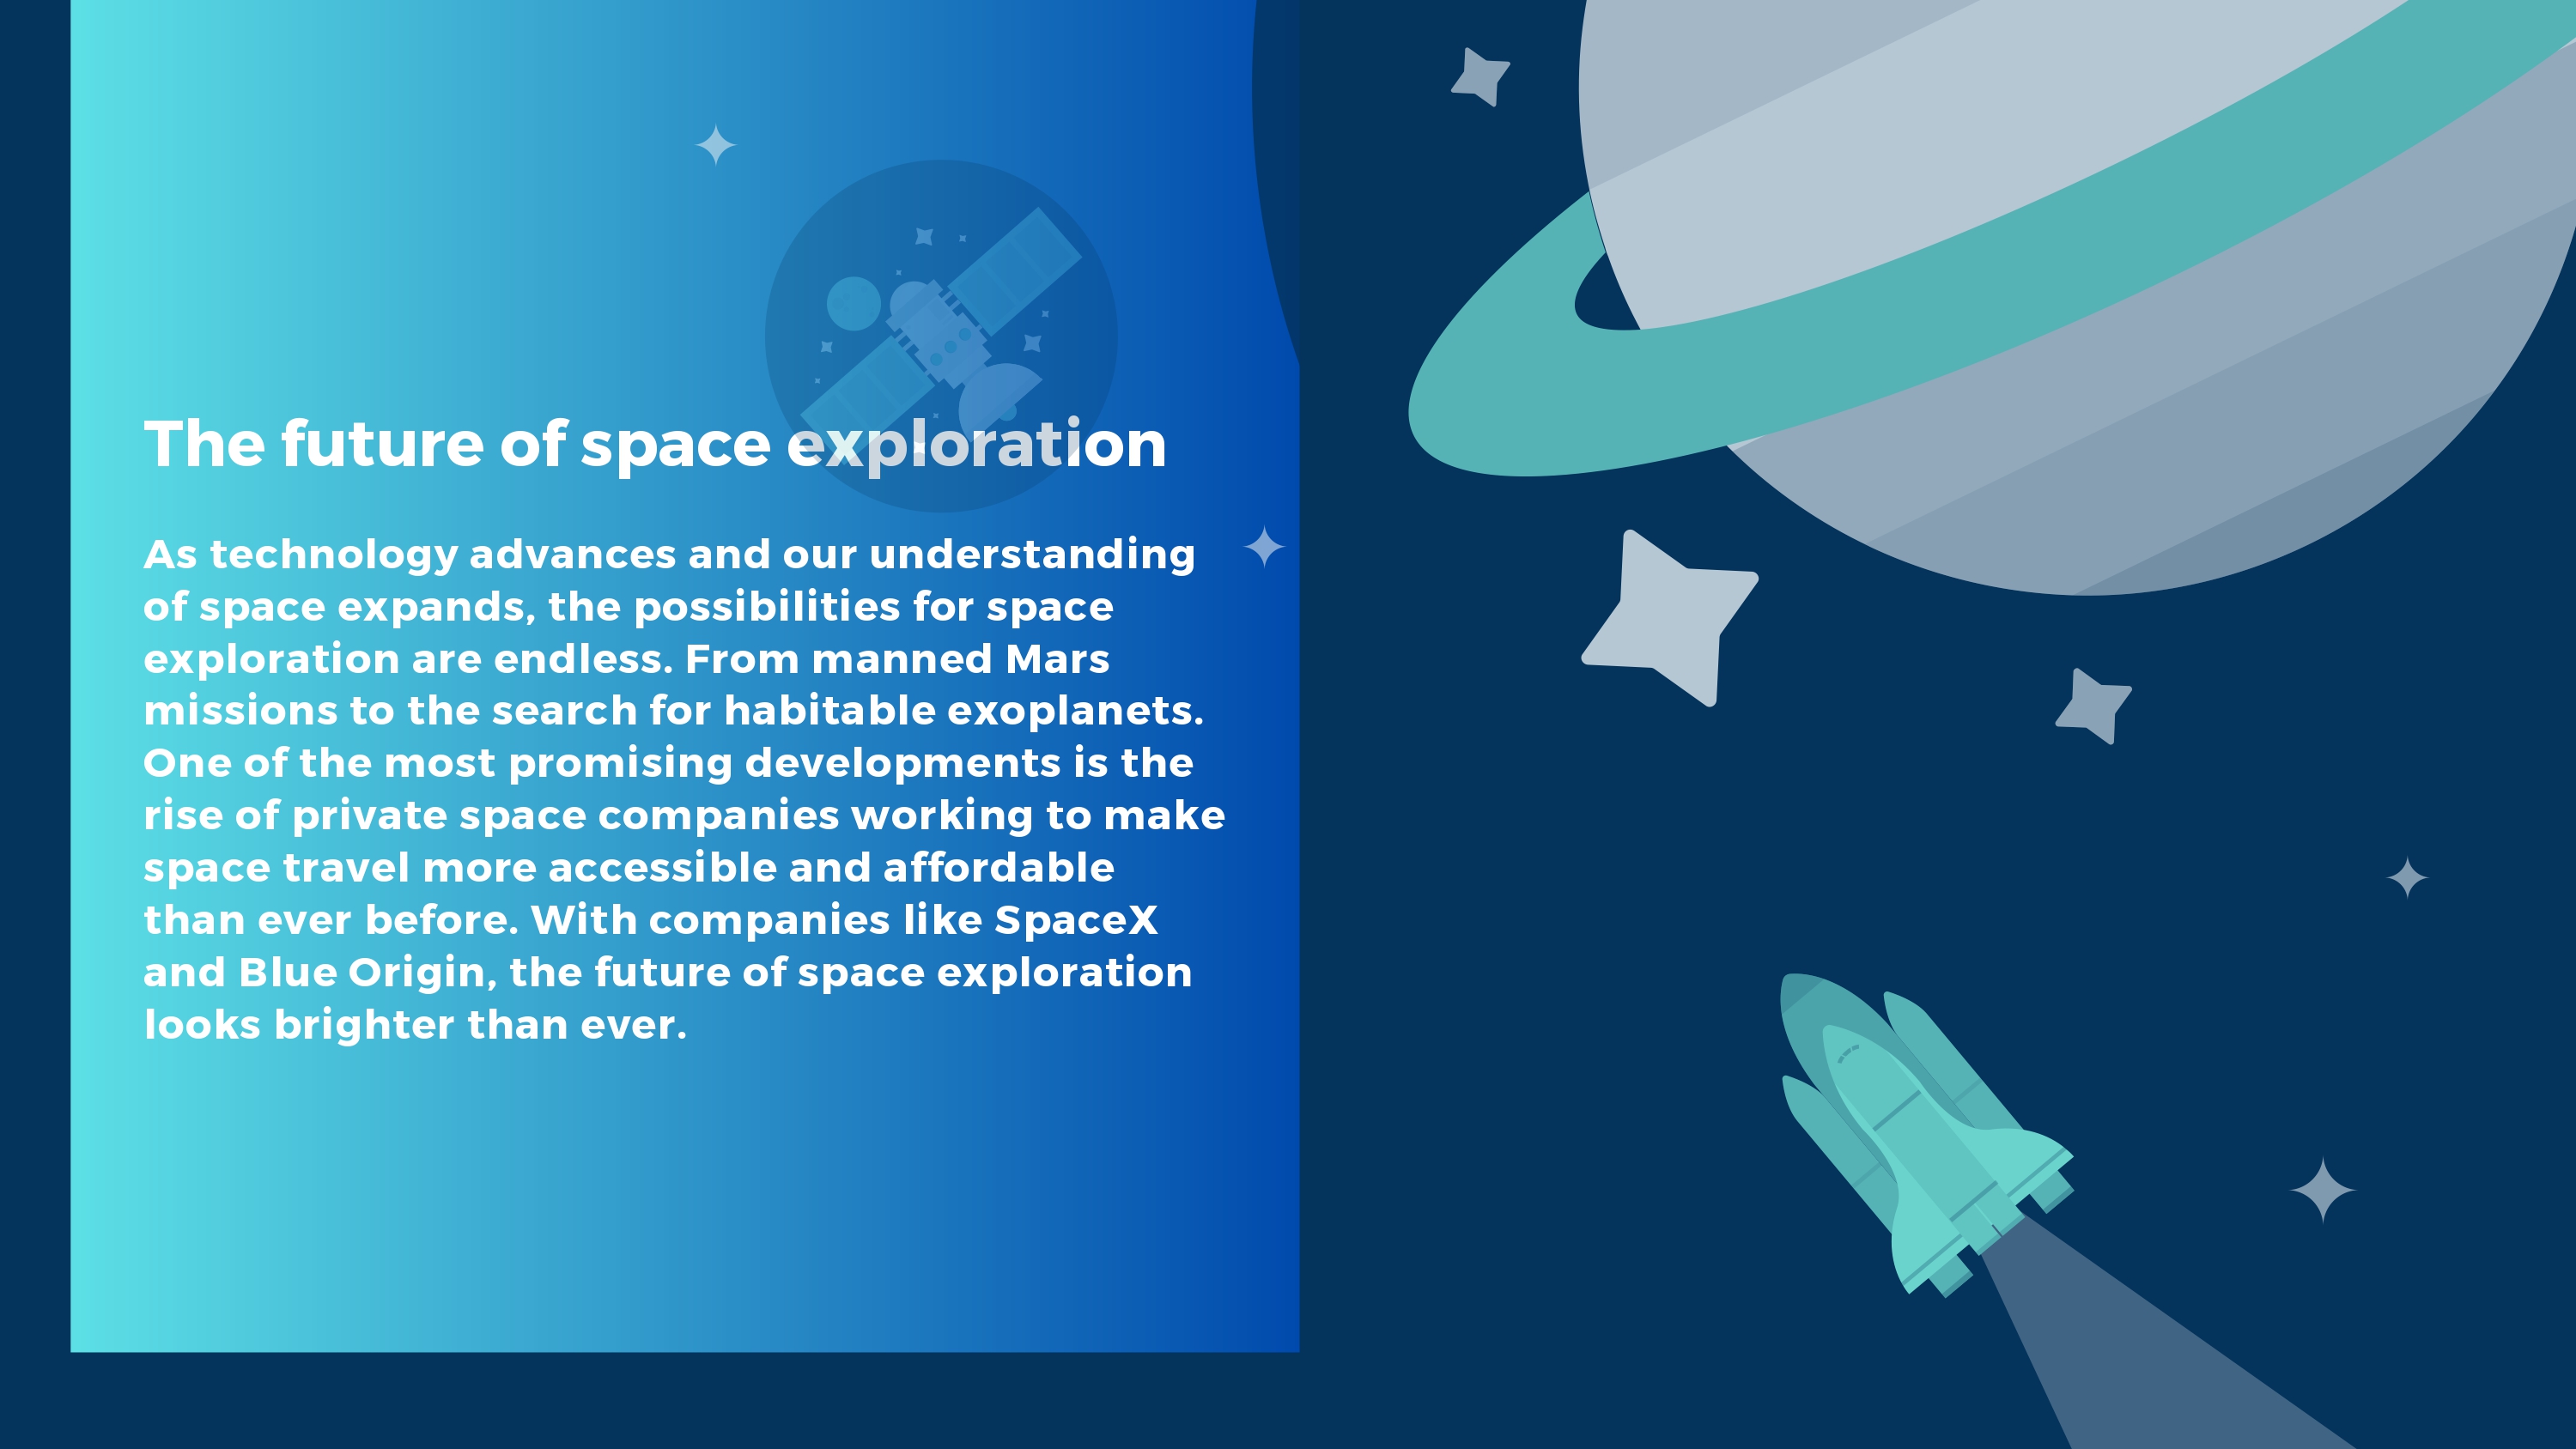 The future of space exploration
As technology advances and our understanding
of space expands, the possibilities for space
exploration are endless. From manned Mars
missions to the search for habitable exoplanets.
One of the most promising developments is the
rise of private space companies working to make
space travel more accessible and affordable
than ever before. With companies like SpaceX
and Blue Origin, the future of space exploration
looks brighter than ever.